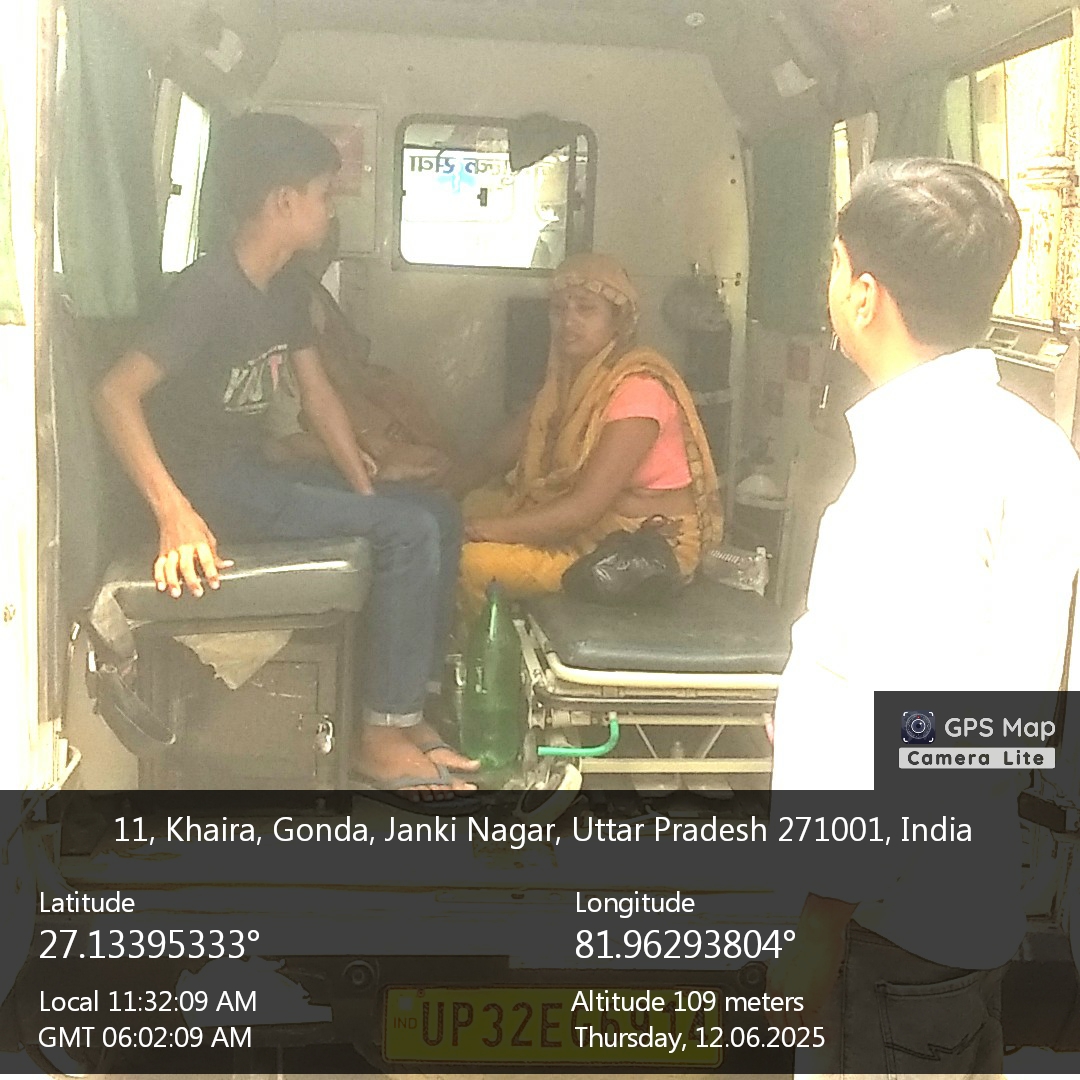 GPS Map
Camera Lite
11, Khaira, Gonda, Janki Nagar, Uttar Pradesh 271001, India
Latitude
27.13395333°
Longitude
81.96293804°
Local 11:32:09 AM
GMT 06:02:09 AM
Altitude 109 meters
Thursday, 12.06.2025
IND